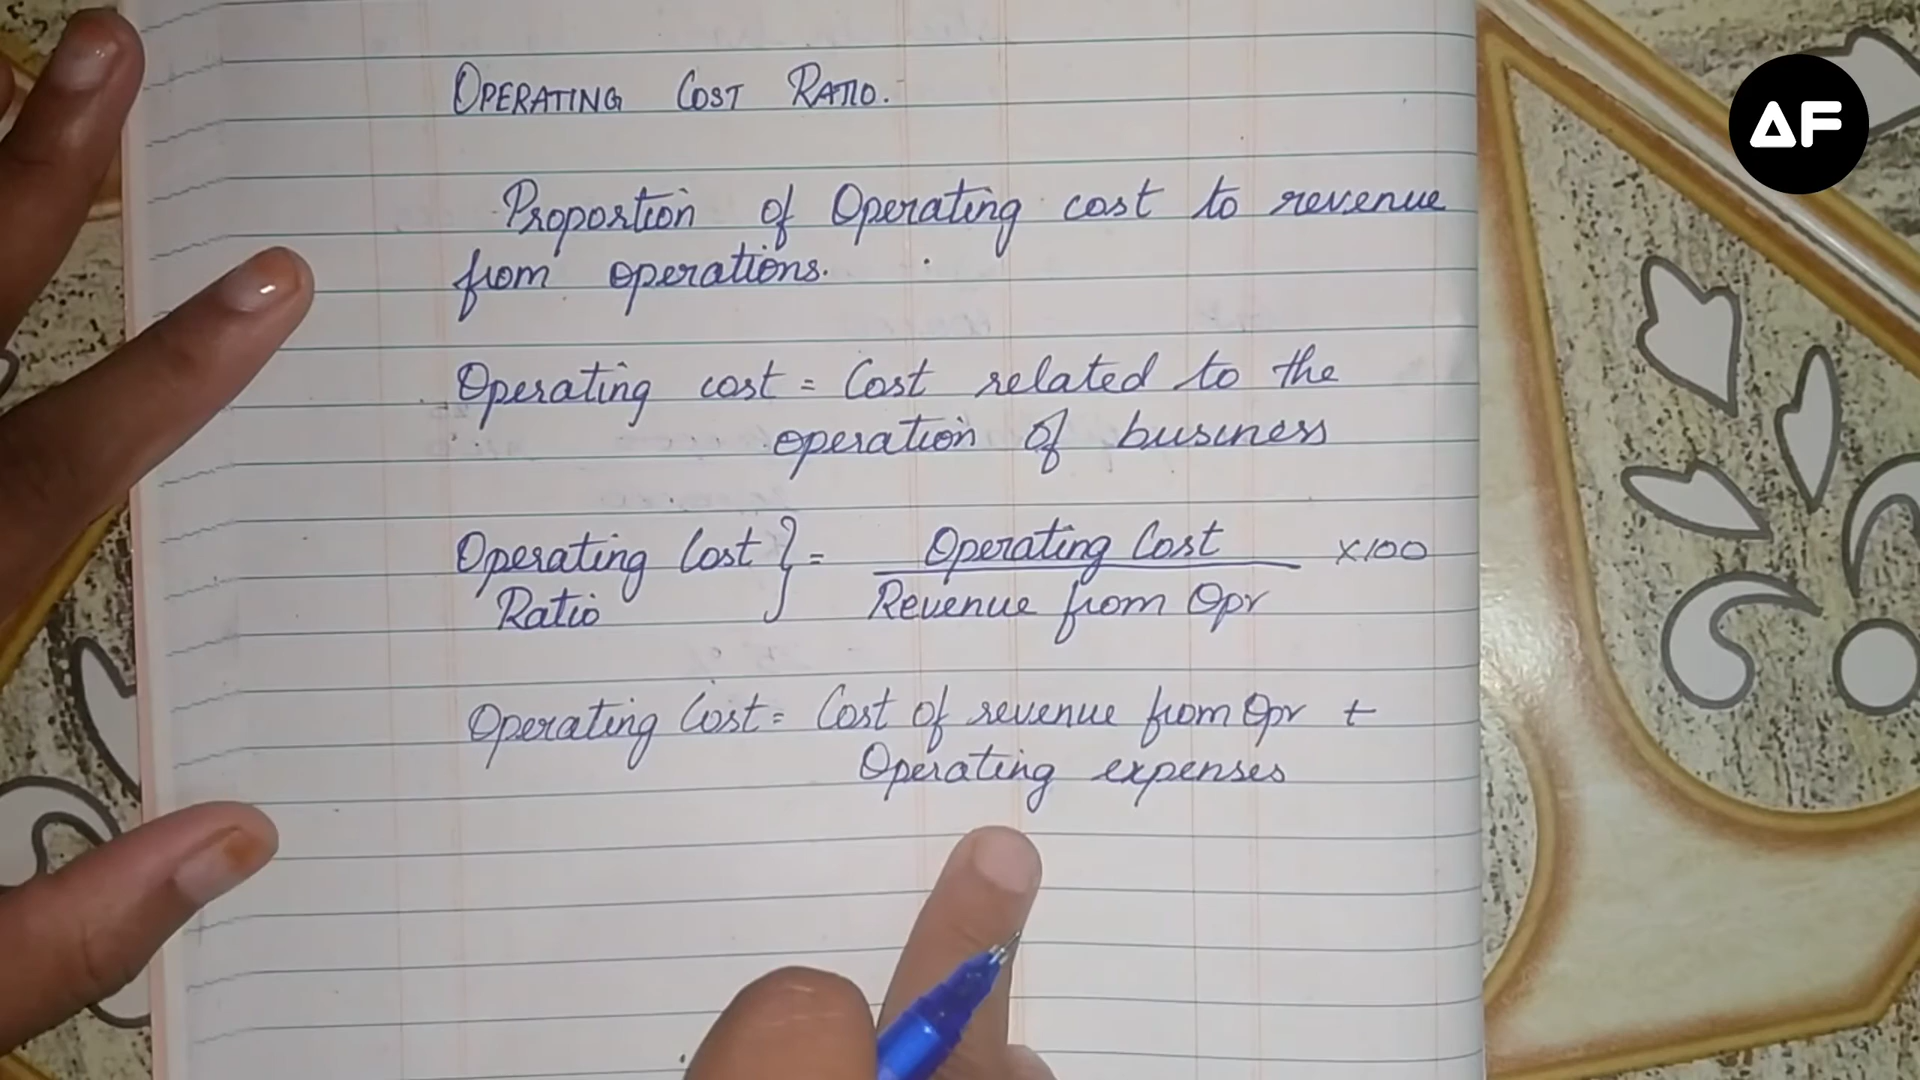 OPERATING COST RATIO.
Proportion of Operating cost to revenue
from operations.
Operating cost = Cost related to the
operation of business
Operating Cost } = Operating Cost x100
Ratio Revenue from Opr
Operating Cost = Cost of revenue from Opr +
Operating expenses
AF